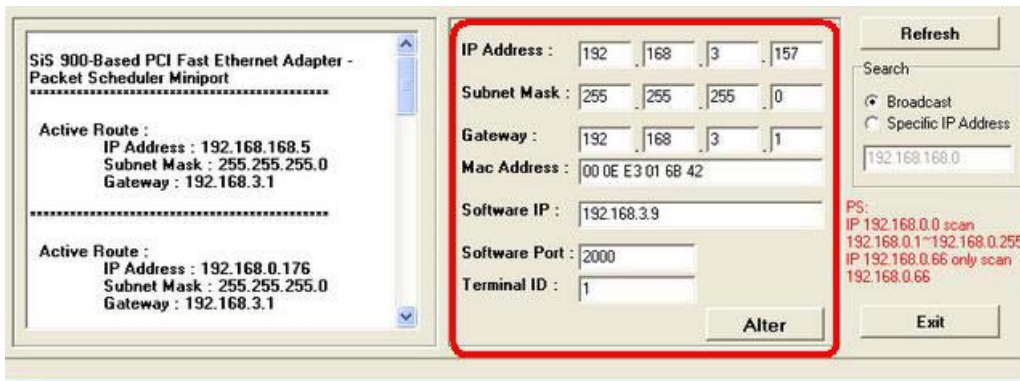 SiS 900-Based PCI Fast Ethernet Adapter -
Packet Scheduler Miniport
**********************************************
Active Route :
IP Address : 192.168.168.5
Subnet Mask : 255.255.255.0
Gateway : 192.168.3.1
**********************************************
Active Route :
IP Address : 192.168.0.176
Subnet Mask : 255.255.255.0
Gateway : 192.168.3.1
IP Address : 192 . 168 . 3 . 157
Subnet Mask : 255 . 255 . 255 . 0
Gateway : 192 . 168 . 3 . 1
Mac Address : 00 0E E3 01 6B 42
Software IP : 192.168.3.9
Software Port : 2000
Terminal ID : 1
Alter
Refresh
Search
Broadcast
Specific IP Address
192.168.168.0
PS:
IP 192.168.0.0 scan
192.168.0.1~192.168.0.255
IP 192.168.0.66 only scan
192.168.0.66
Exit